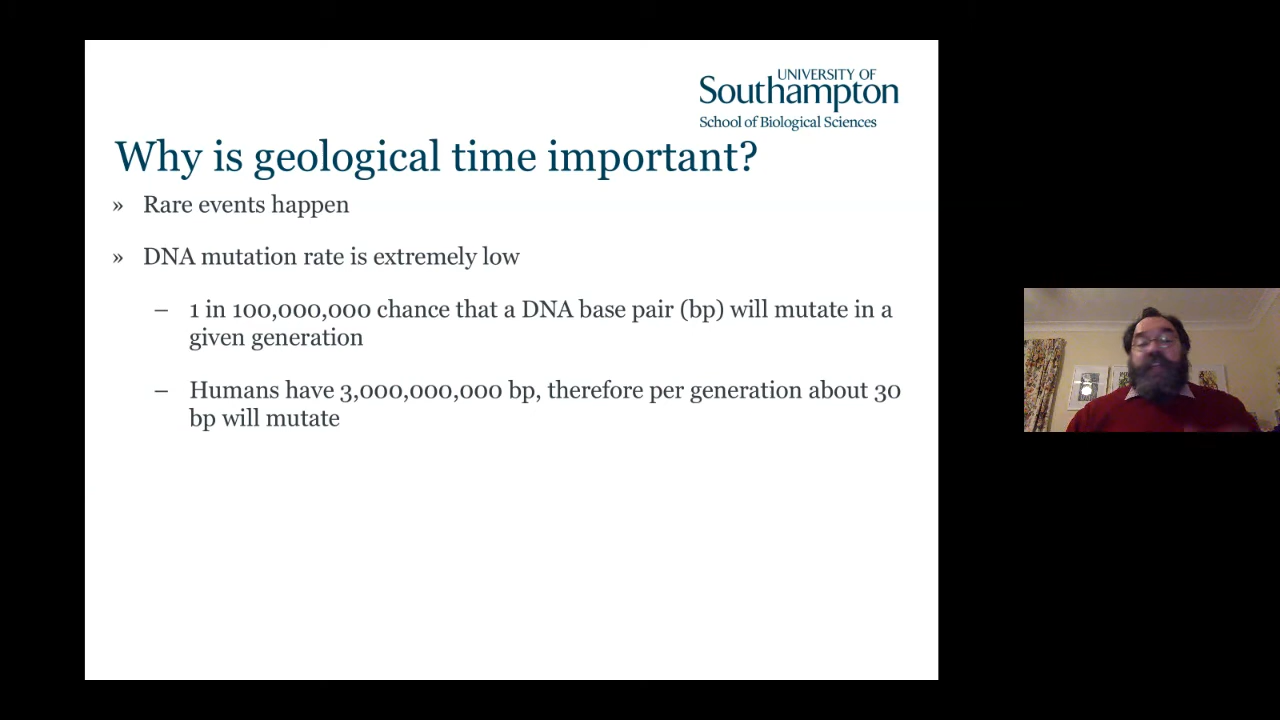 UNIVERSITY OF
Southampton
School of Biological Sciences
Why is geological time important?
» Rare events happen
» DNA mutation rate is extremely low
– 1 in 100,000,000 chance that a DNA base pair (bp) will mutate in a
given generation
– Humans have 3,000,000,000 bp, therefore per generation about 30
bp will mutate